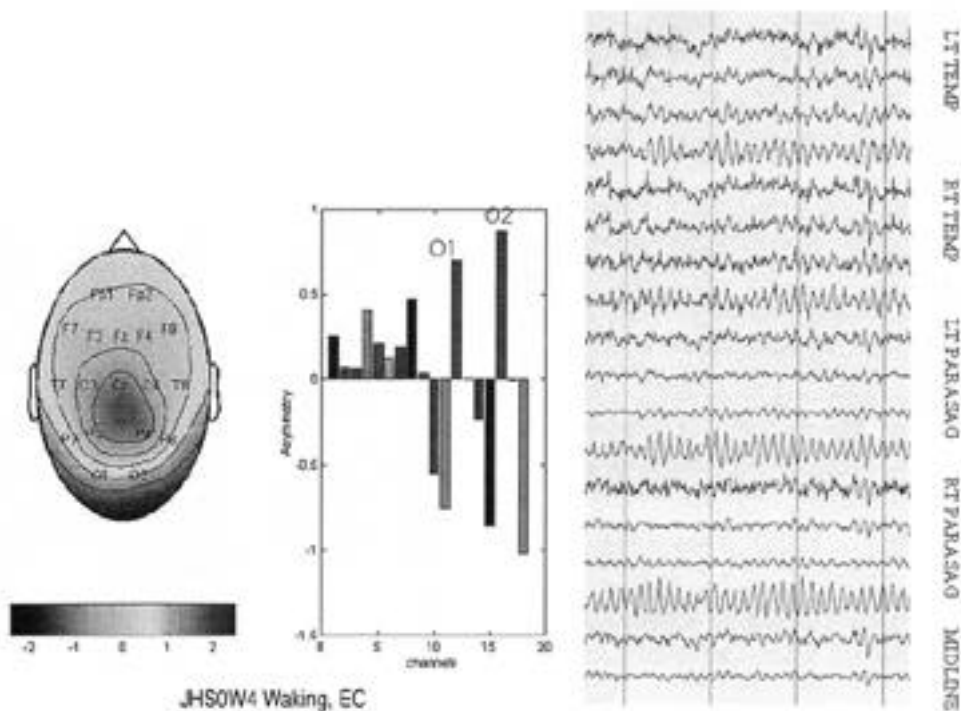 Fp1 Fp2
F7 F3 Fz F4 F8
T7 C3 Cz C4 T8
P7 P4 P8
O1 O2
-2 -1 0 1 2
1
0.5
0
-0.5
-1
-1.5
Asymmetry
O1
O2
0 5 10 15 20
channels
JHS0W4 Waking, EC
LT TEMP
RT TEMP
LT PARASAG
RT PARASAG
MIDLINE